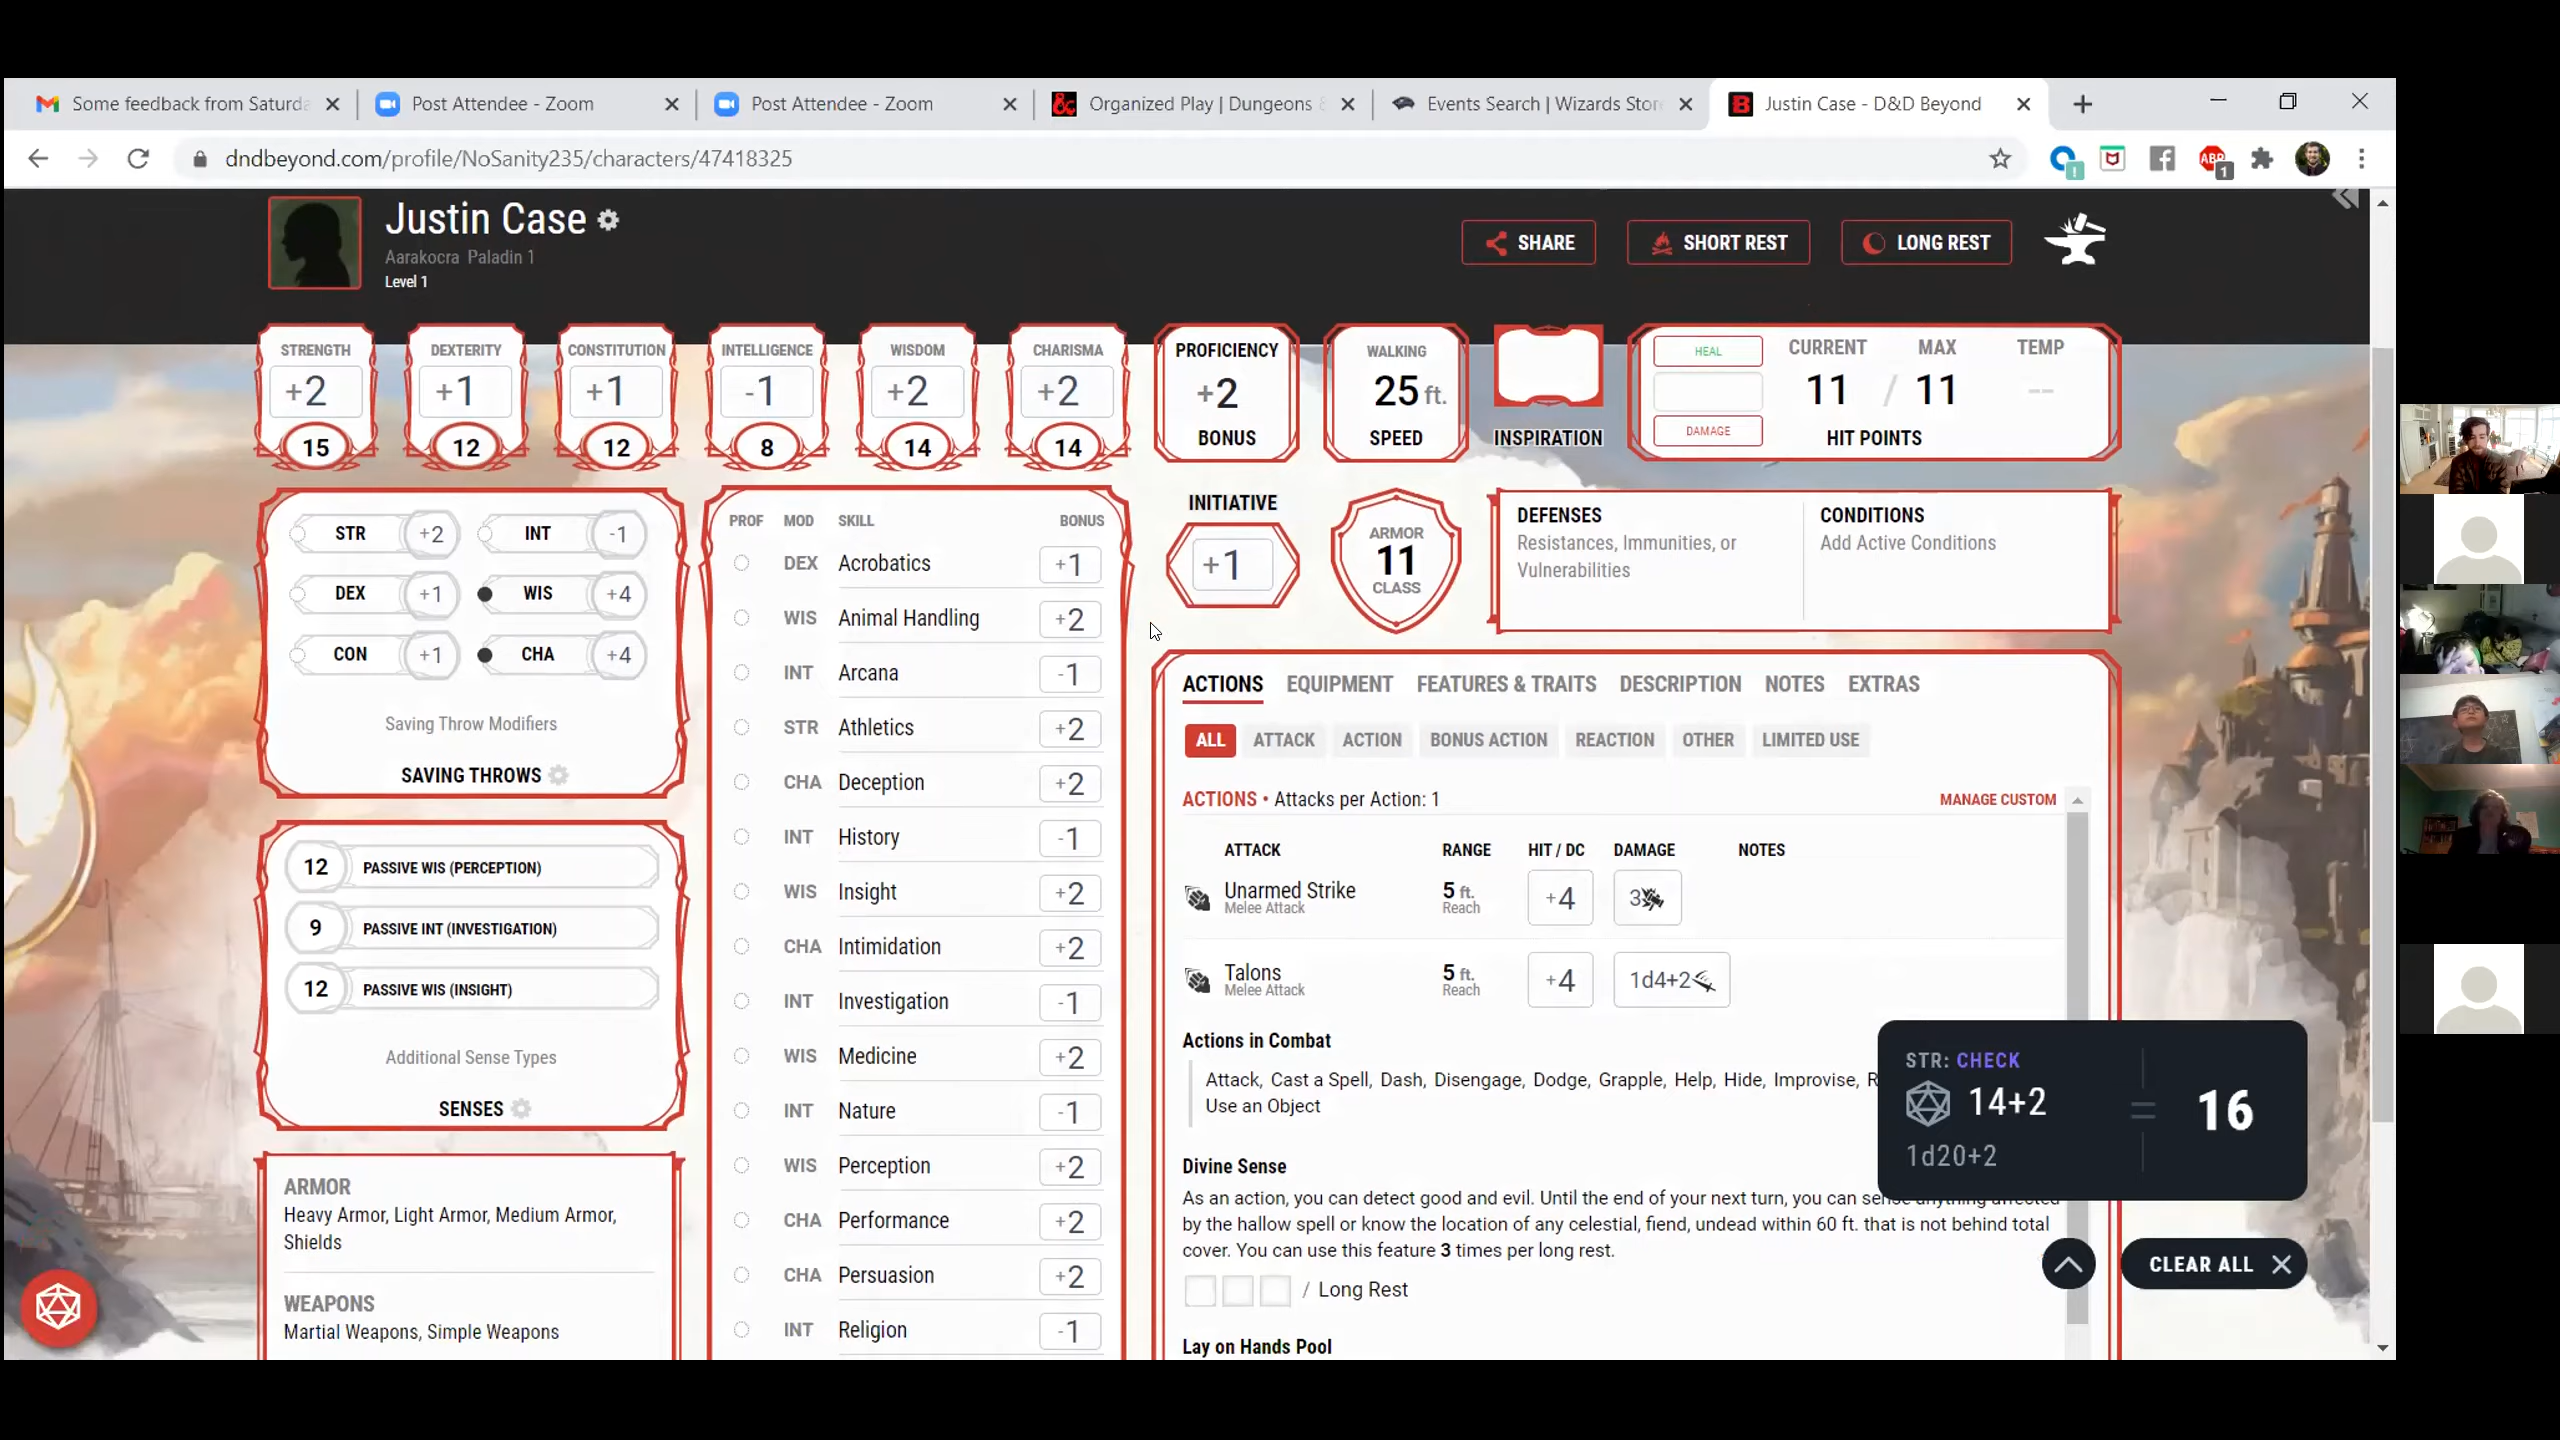 Some feedback from Saturda
Post Attendee - Zoom
Post Attendee - Zoom
Organized Play | Dungeons &
Events Search | Wizards Stor
Justin Case - D&D Beyond
dndbeyond.com/profile/NoSanity235/characters/47418325
ABP
1
Justin Case
Aarakocra Paladin 1
Level 1
SHARE
SHORT REST
LONG REST
STRENGTH
+2
15
DEXTERITY
+1
12
CONSTITUTION
+1
12
INTELLIGENCE
-1
8
WISDOM
+2
14
CHARISMA
+2
14
PROFICIENCY
+2
BONUS
WALKING
25 ft.
SPEED
INSPIRATION
HEAL
DAMAGE
CURRENT MAX TEMP
11 / 11 --
HIT POINTS
STR +2 INT -1
DEX +1 WIS +4
CON +1 CHA +4
Saving Throw Modifiers
SAVING THROWS
12 PASSIVE WIS (PERCEPTION)
9 PASSIVE INT (INVESTIGATION)
12 PASSIVE WIS (INSIGHT)
Additional Sense Types
SENSES
ARMOR
Heavy Armor, Light Armor, Medium Armor,
Shields
WEAPONS
Martial Weapons, Simple Weapons
PROF MOD SKILL BONUS
DEX Acrobatics +1
WIS Animal Handling +2
INT Arcana -1
STR Athletics +2
CHA Deception +2
INT History -1
WIS Insight +2
CHA Intimidation +2
INT Investigation -1
WIS Medicine +2
INT Nature -1
WIS Perception +2
CHA Performance +2
CHA Persuasion +2
INT Religion -1
INITIATIVE
+1
ARMOR
11
CLASS
DEFENSES
Resistances, Immunities, or
Vulnerabilities
CONDITIONS
Add Active Conditions
ACTIONS EQUIPMENT FEATURES & TRAITS DESCRIPTION NOTES EXTRAS
ALL ATTACK ACTION BONUS ACTION REACTION OTHER LIMITED USE
ACTIONS • Attacks per Action: 1
MANAGE CUSTOM
ATTACK RANGE HIT / DC DAMAGE NOTES
Unarmed Strike 5 ft. +4 3
Melee Attack Reach
Talons 5 ft. +4 1d4+2
Melee Attack Reach
Actions in Combat
Attack, Cast a Spell, Dash, Disengage, Dodge, Grapple, Help, Hide, Improvise, R
Use an Object
Divine Sense
As an action, you can detect good and evil. Until the end of your next turn, you can sense anything affected
by the hallow spell or know the location of any celestial, fiend, undead within 60 ft. that is not behind total
cover. You can use this feature 3 times per long rest.
/ Long Rest
Lay on Hands Pool
STR: CHECK
14+2 = 16
1d20+2
CLEAR ALL